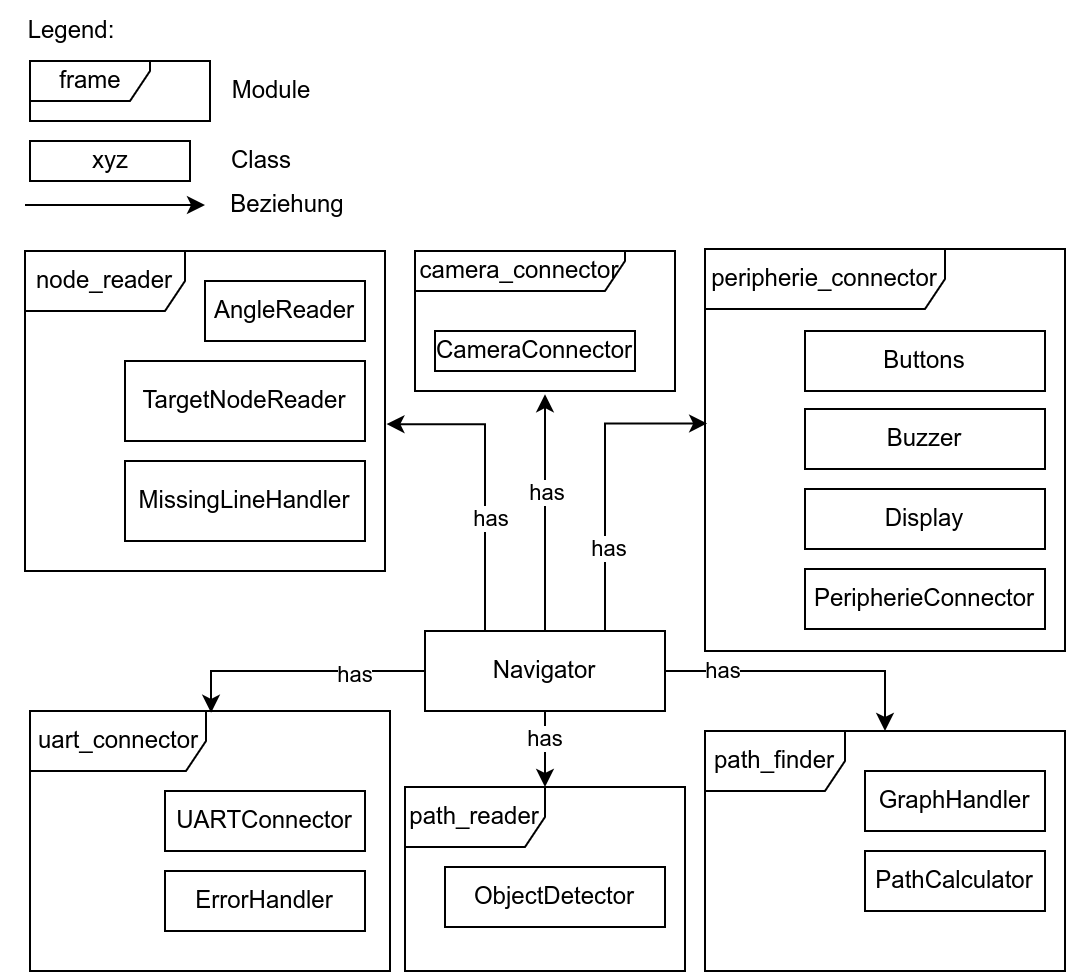 Legend:
frame
Module
xyz
Class
Beziehung
node_reader
AngleReader
TargetNodeReader
MissingLineHandler
camera_connector
CameraConnector
peripherie_connector
Buttons
Buzzer
Display
PeripherieConnector
has
has
has
Navigator
has
has
has
uart_connector
UARTConnector
ErrorHandler
path_reader
ObjectDetector
path_finder
GraphHandler
PathCalculator